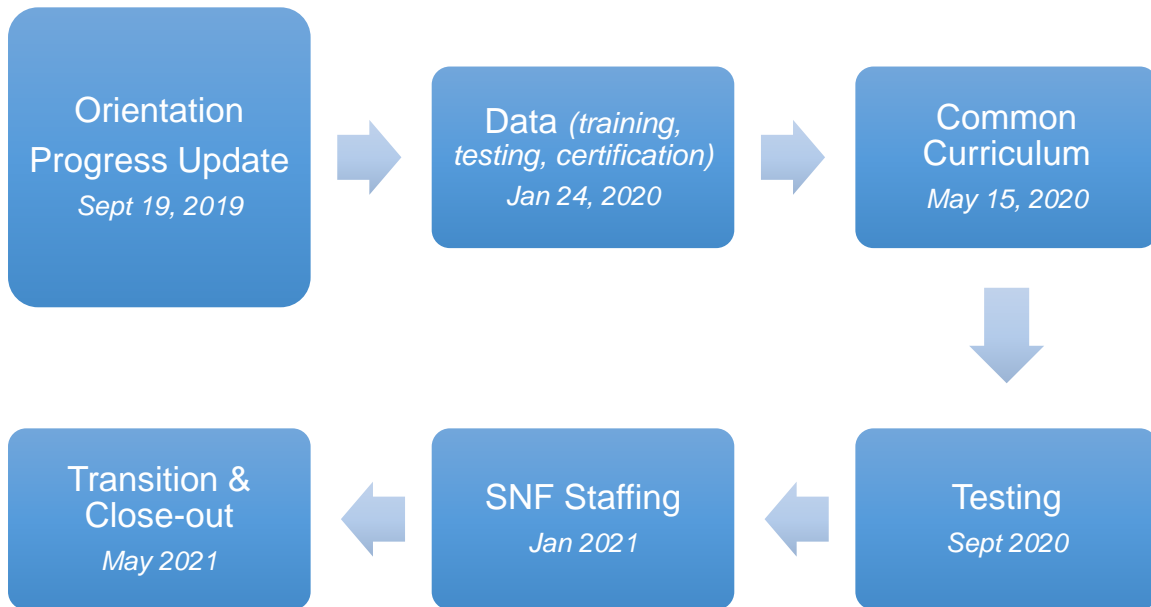 Orientation
Progress Update
Sept 19, 2019
Data (training,
testing, certification)
Jan 24, 2020
Common
Curriculum
May 15, 2020
Testing
Sept 2020
SNF Staffing
Jan 2021
Transition &
Close-out
May 2021